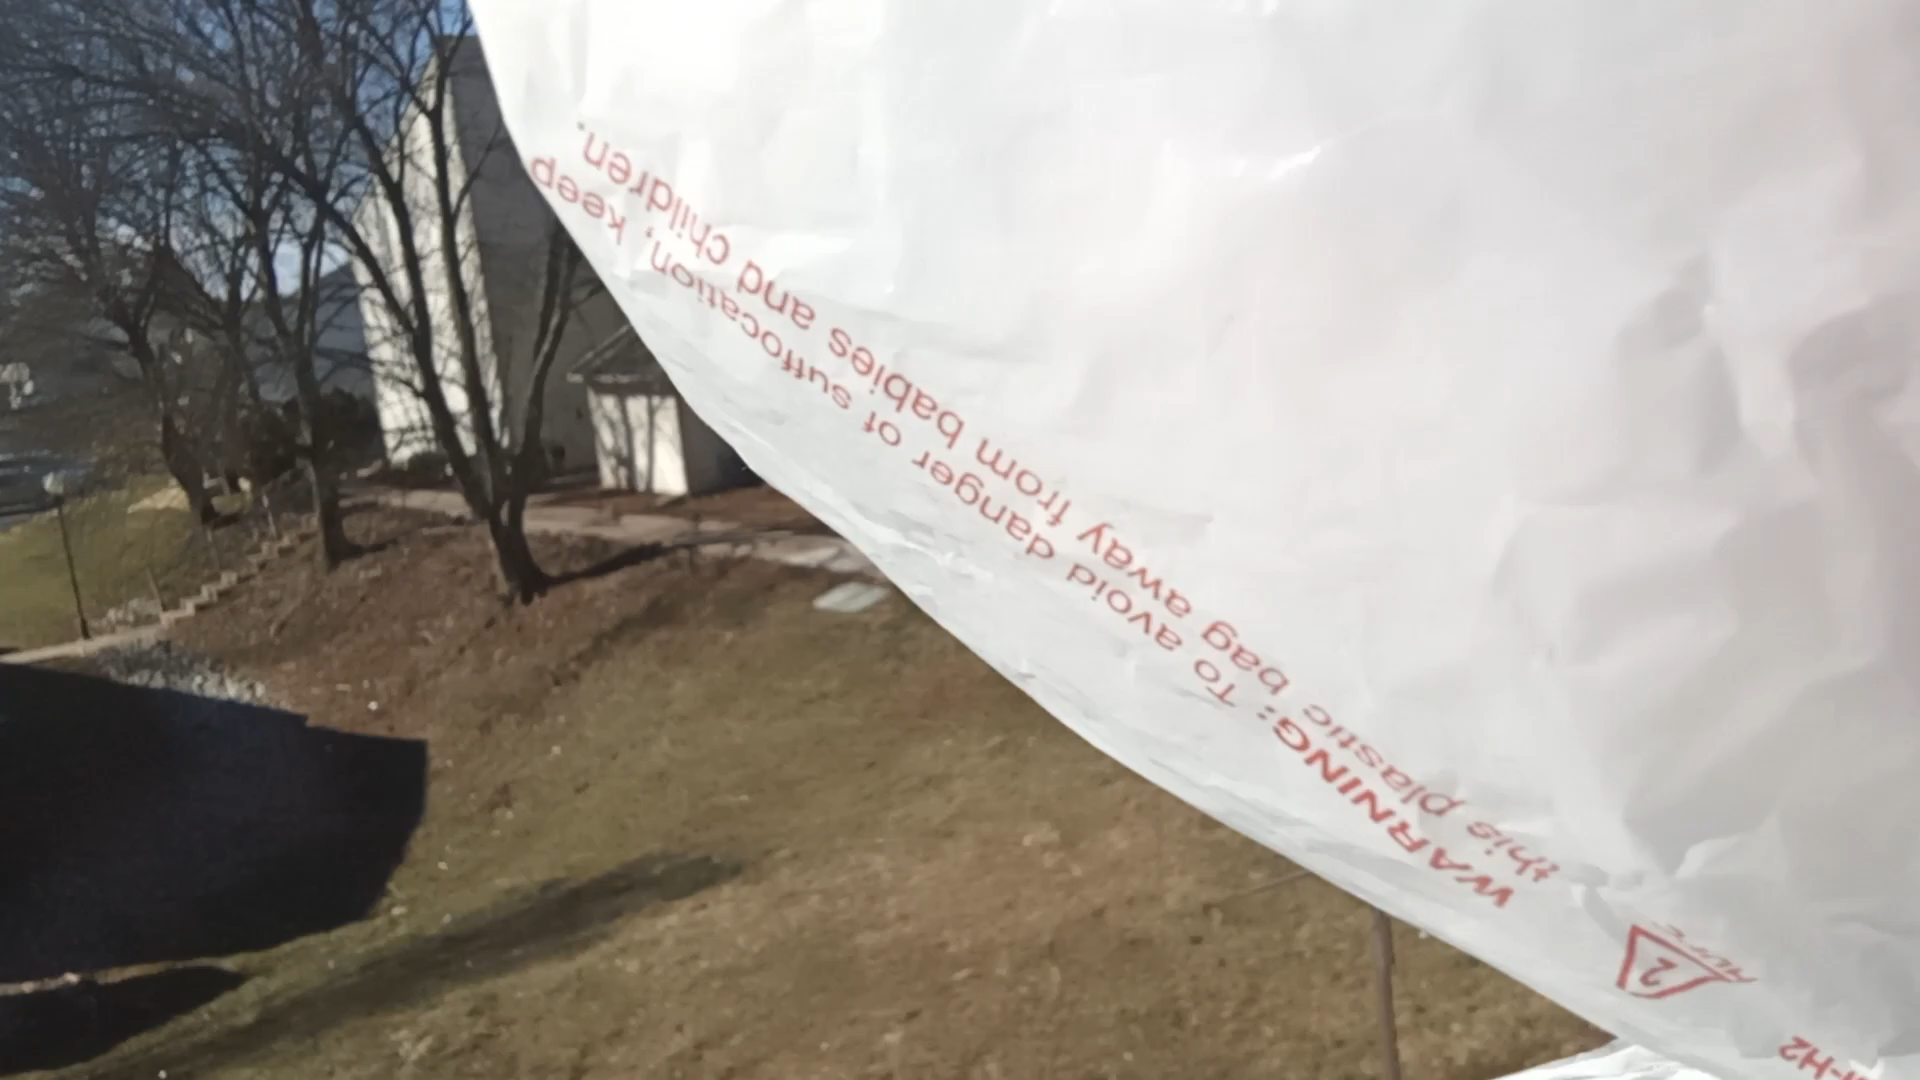 WARNING: To avoid danger of suffocation, keep
this plastic bag away from babies and children.
2